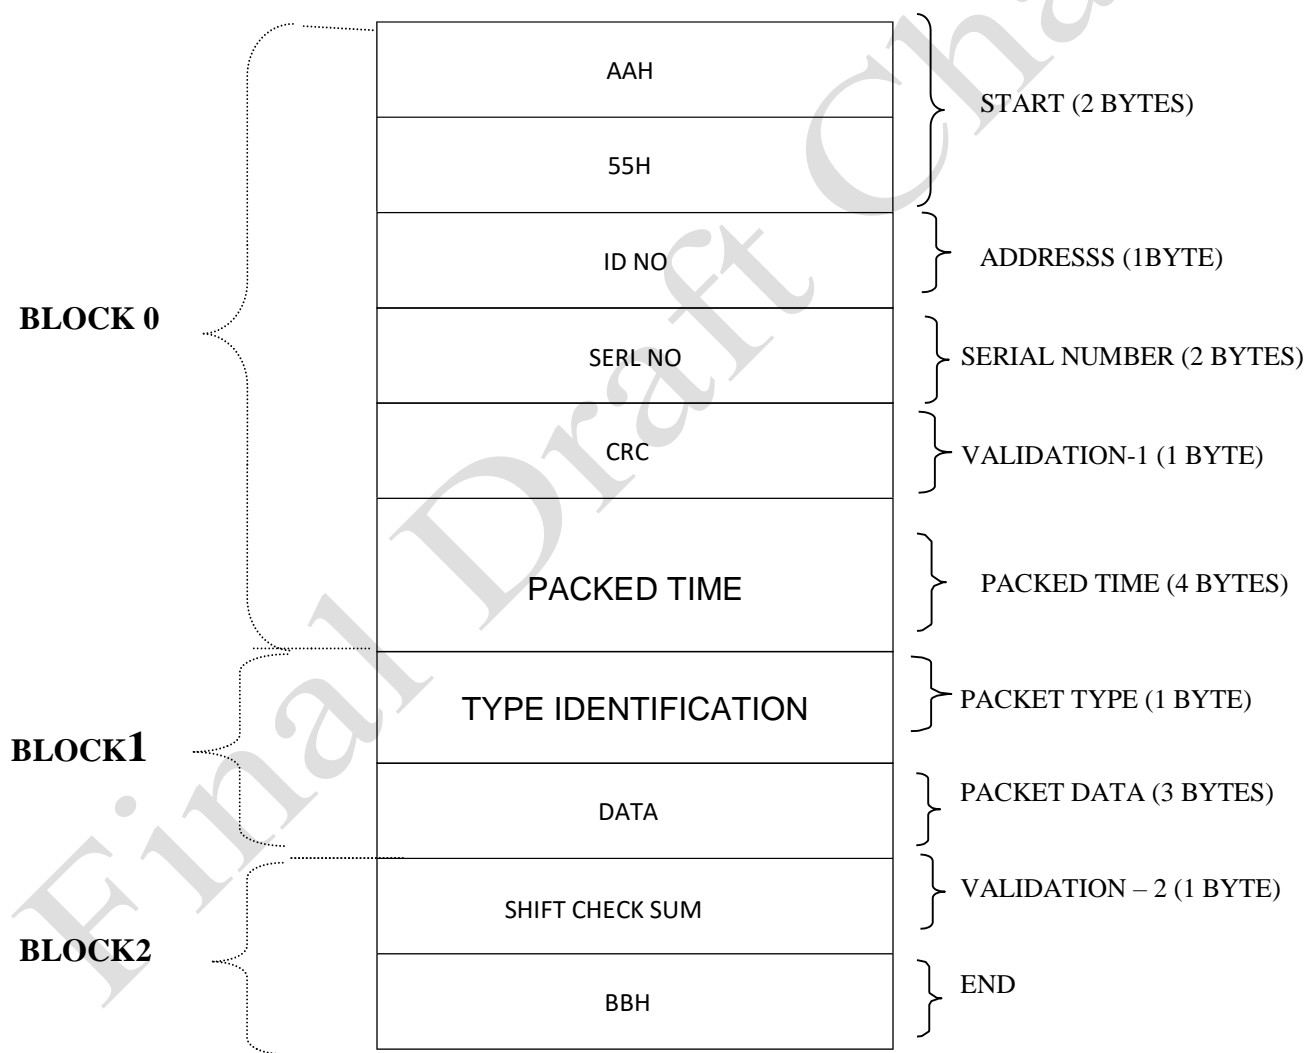 AAH
START (2 BYTES)
55H
ID NO
ADDRESSS (1BYTE)
BLOCK 0
SERL NO
SERIAL NUMBER (2 BYTES)
CRC
VALIDATION-1 (1 BYTE)
PACKED TIME
PACKED TIME (4 BYTES)
TYPE IDENTIFICATION
PACKET TYPE (1 BYTE)
BLOCK1
DATA
PACKET DATA (3 BYTES)
SHIFT CHECK SUM
VALIDATION – 2 (1 BYTE)
BLOCK2
BBH
END
Final Draft Cha